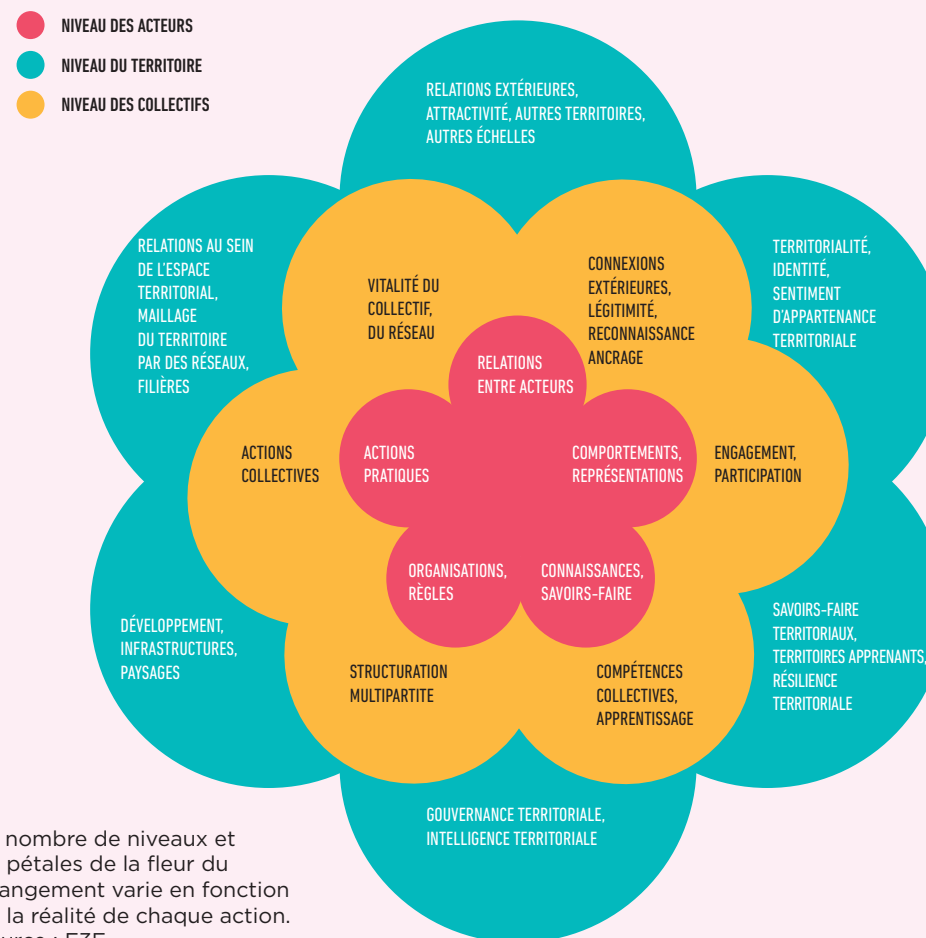 NIVEAU DES ACTEURS
NIVEAU DU TERRITOIRE
NIVEAU DES COLLECTIFS
RELATIONS EXTÉRIEURES,
ATTRACTIVITÉ, AUTRES TERRITOIRES,
AUTRES ÉCHELLES
RELATIONS AU SEIN
DE L'ESPACE
TERRITORIAL,
MAILLAGE
DU TERRITOIRE
PAR DES RÉSEAUX,
FILIÈRES
VITALITÉ DU
COLLECTIF,
DU RÉSEAU
CONNEXIONS
EXTÉRIEURES,
LÉGITIMITÉ,
RECONNAISSANCE
ANCRAGE
TERRITORIALITÉ,
IDENTITÉ,
SENTIMENT
D'APPARTENANCE
TERRITORIALE
RELATIONS
ENTRE ACTEURS
ACTIONS
COLLECTIVES
ACTIONS
PRATIQUES
COMPORTEMENTS,
REPRÉSENTATIONS
ENGAGEMENT,
PARTICIPATION
ORGANISATIONS,
RÈGLES
CONNAISSANCES,
SAVOIRS-FAIRE
DÉVELOPPEMENT,
INFRASTRUCTURES,
PAYSAGES
STRUCTURATION
MULTIPARTITE
COMPÉTENCES
COLLECTIVES,
APPRENTISSAGE
SAVOIRS-FAIRE
TERRITORIAUX,
TERRITOIRES APPRENANTS,
RÉSILIENCE
TERRITORIALE
GOUVERNANCE TERRITORIALE,
INTELLIGENCE TERRITORIALE
nombre de niveaux et
pétales de la fleur du
angement varie en fonction
la réalité de chaque action.